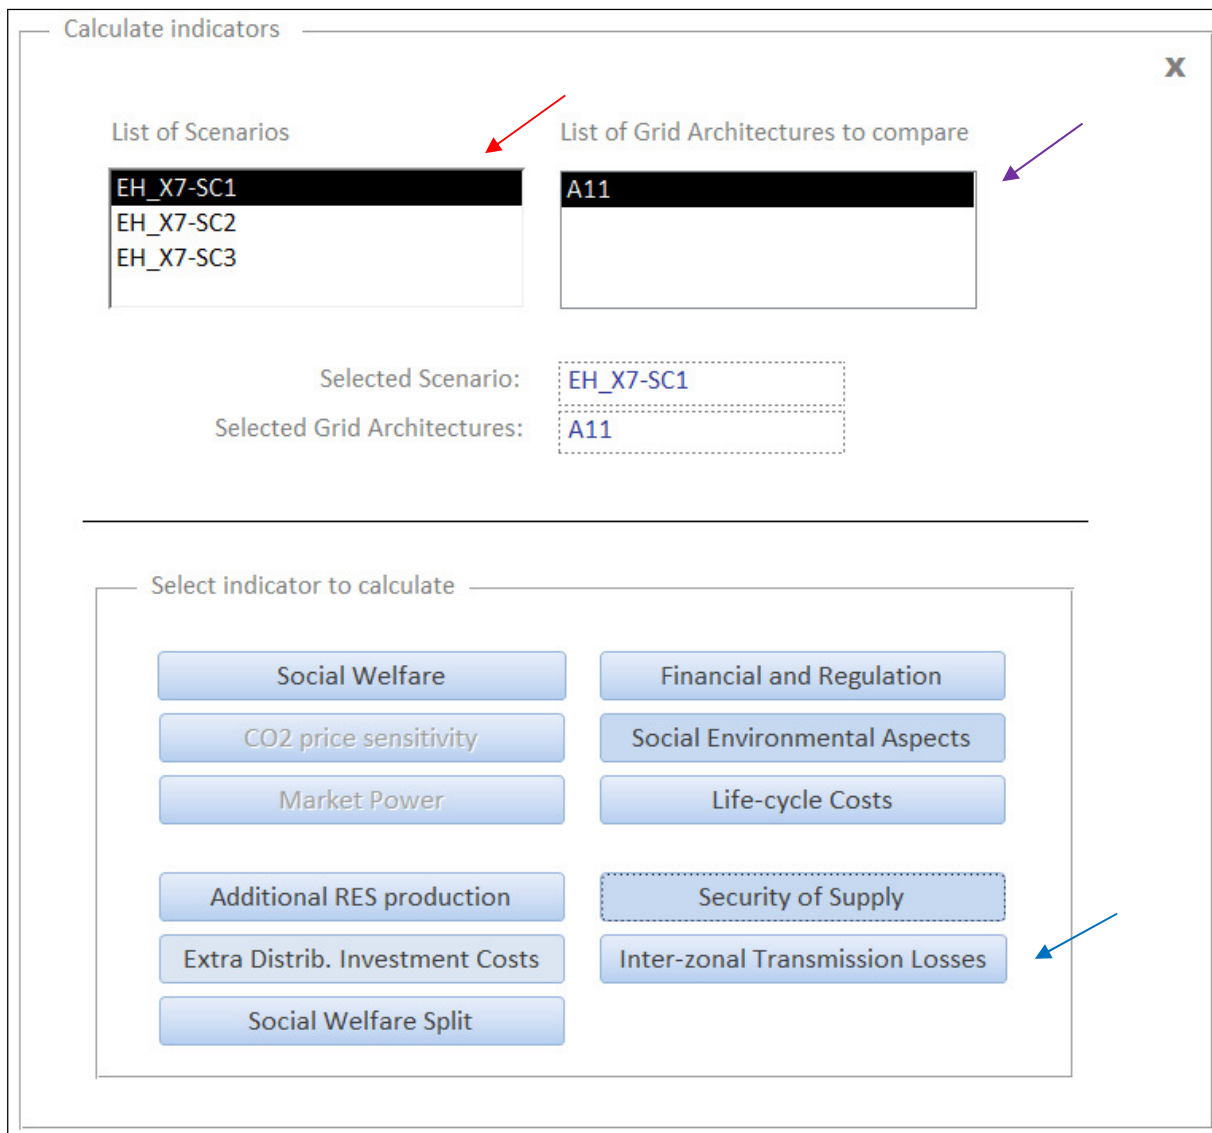 Calculate indicators
X
List of Scenarios
List of Grid Architectures to compare
EH_X7-SC1
EH_X7-SC2
EH_X7-SC3
A11
Selected Scenario:
EH_X7-SC1
Selected Grid Architectures:
A11
Select indicator to calculate
Social Welfare
Financial and Regulation
CO2 price sensitivity
Social Environmental Aspects
Market Power
Life-cycle Costs
Additional RES production
Security of Supply
Extra Distrib. Investment Costs
Inter-zonal Transmission Losses
Social Welfare Split